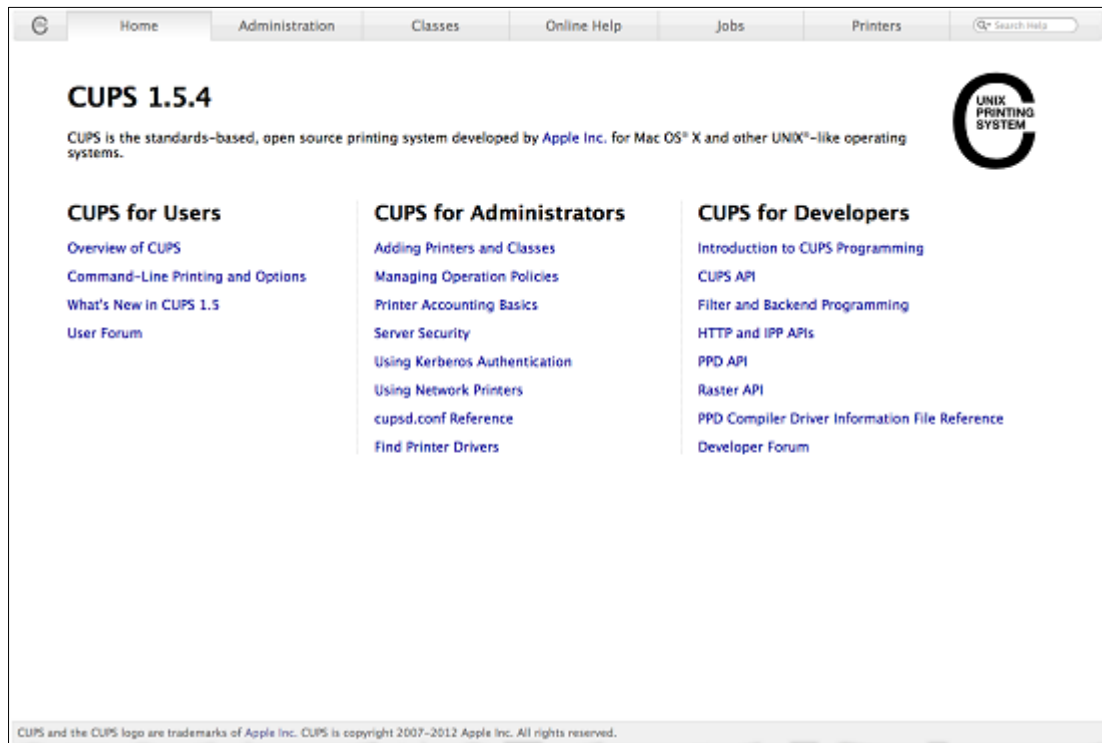 Home Administration Classes Online Help Jobs Printers Search Help
CUPS 1.5.4
CUPS is the standards-based, open source printing system developed by Apple Inc. for Mac OS® X and other UNIX®-like operating
systems.
UNIX
PRINTING
SYSTEM
CUPS for Users
Overview of CUPS
Command-Line Printing and Options
What's New in CUPS 1.5
User Forum
CUPS for Administrators
Adding Printers and Classes
Managing Operation Policies
Printer Accounting Basics
Server Security
Using Kerberos Authentication
Using Network Printers
cupsd.conf Reference
Find Printer Drivers
CUPS for Developers
Introduction to CUPS Programming
CUPS API
Filter and Backend Programming
HTTP and IPP APIs
PPD API
Raster API
PPD Compiler Driver Information File Reference
Developer Forum
CUPS and the CUPS logo are trademarks of Apple Inc. CUPS is copyright 2007-2012 Apple Inc. All rights reserved.